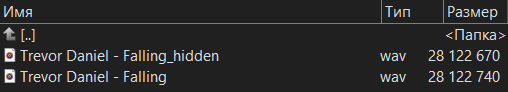 Имя Тип Размер
[..] <Папка>
Trevor Daniel - Falling_hidden wav 28 122 670
Trevor Daniel - Falling wav 28 122 740